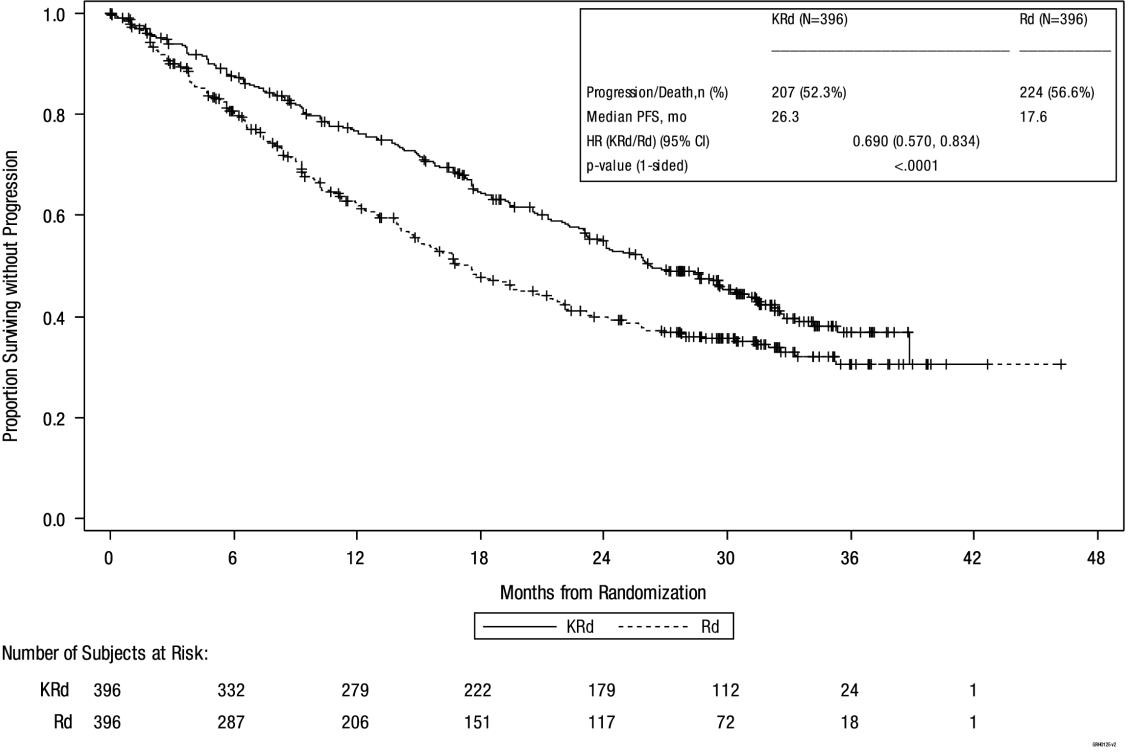 KRd (N=396) Rd (N=396)
Progression/Death,n (%) 207 (52.3%) 224 (56.6%)
Median PFS, mo 26.3 17.6
HR (KRd/Rd) (95% CI) 0.690 (0.570, 0.834)
p-value (1-sided) <.0001
Proportion Surviving without Progression
1.0
0.8
0.6
0.4
0.2
0.0
0 6 12 18 24 30 36 42 48
Months from Randomization
KRd Rd
Number of Subjects at Risk:
KRd 396 332 279 222 179 112 24 1
Rd 396 287 206 151 117 72 18 1